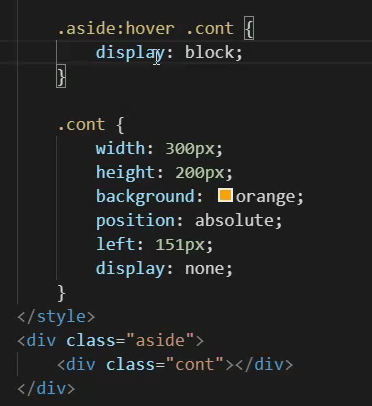 .aside:hover .cont {
display: block;
}
.cont {
width: 300px;
height: 200px;
background: orange;
position: absolute;
left: 151px;
display: none;
}
</style>
<div class="aside">
<div class="cont"></div>
</div>